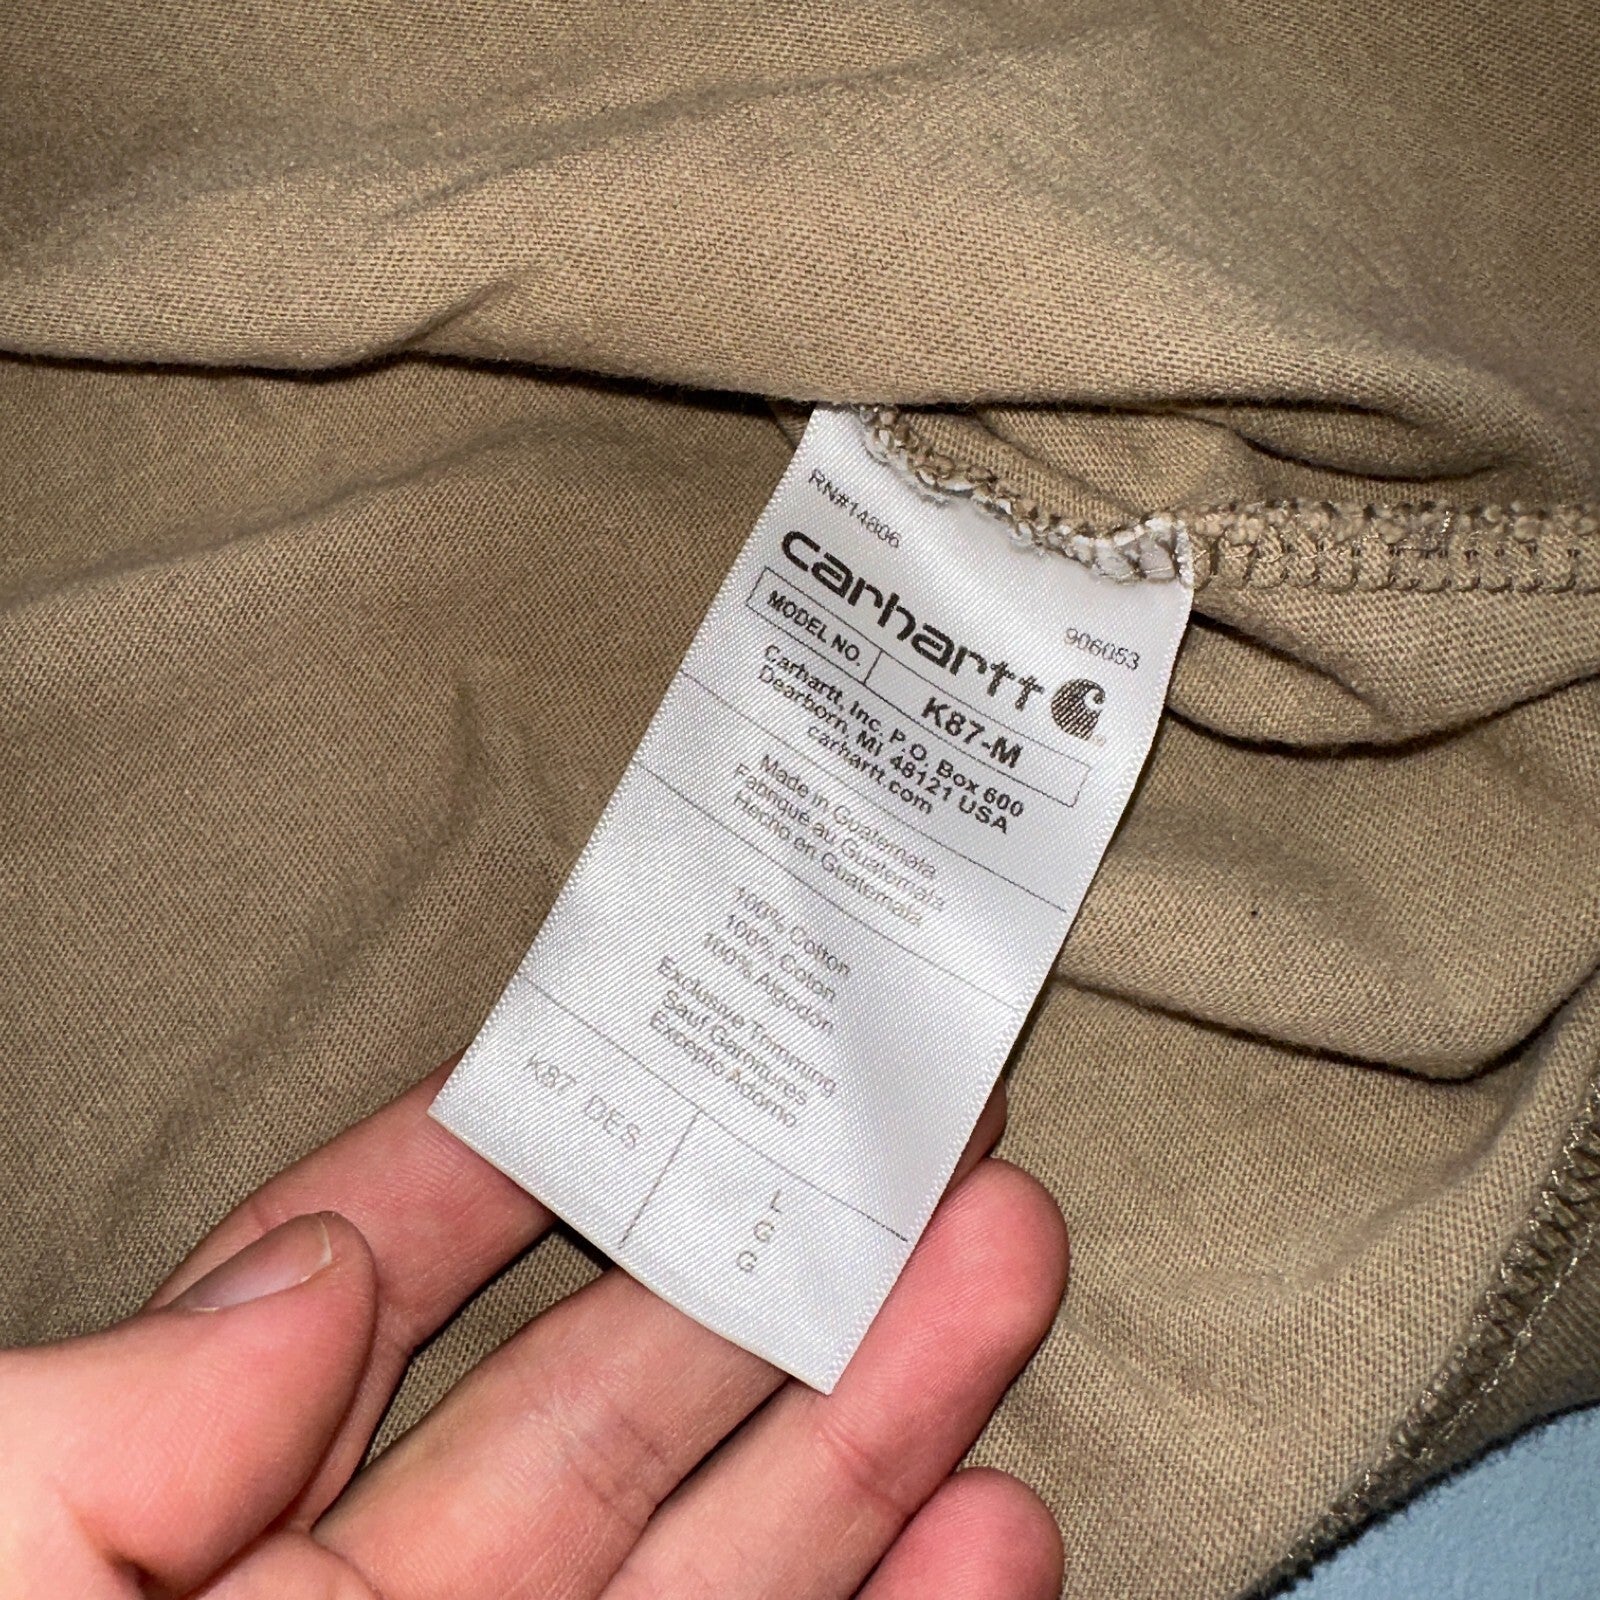 RN#14806
906053
carhartt
MODEL NO. K87-M
Carhartt, Inc. P.O. Box 600
Dearborn, MI 48121 USA
carhartt.com
Made in Guatemala
Fabriqué au Guatemala
Hecho en Guatemala
100% Cotton
100% Coton
100% Algodón
Exclusive Tornming
Sauf Garnitures
Excepto Adorno
K87 DES
L
G
G